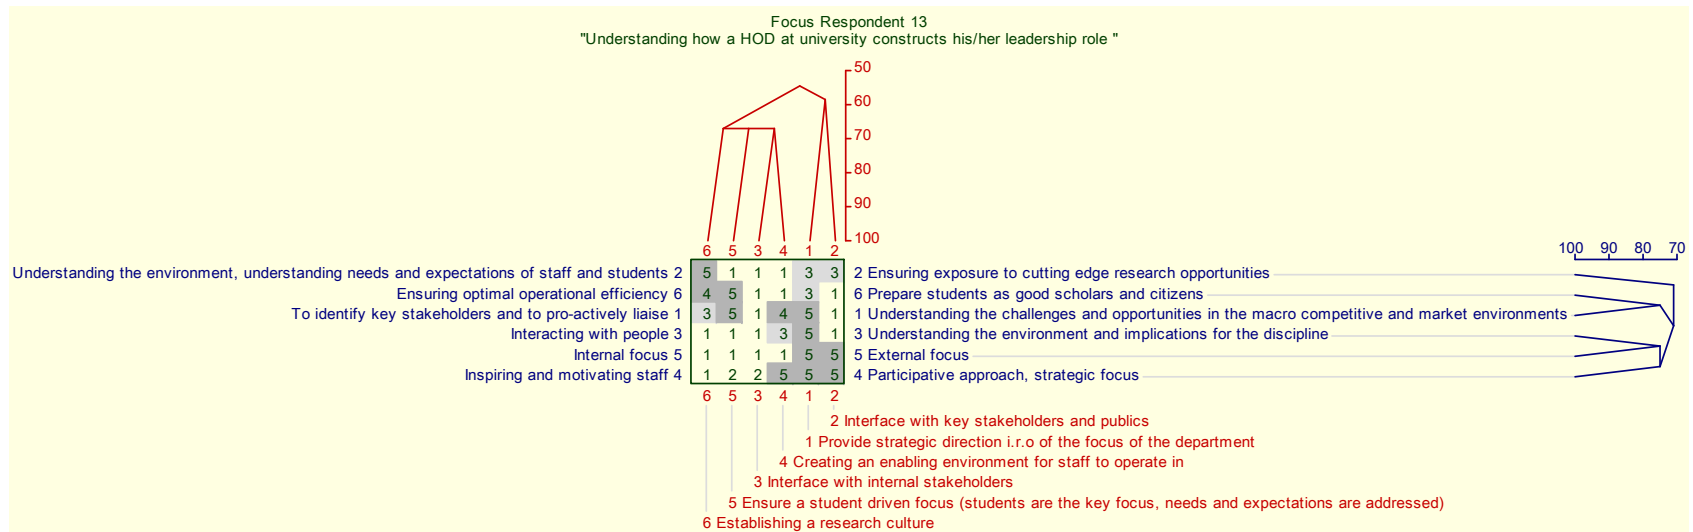 Focus Respondent 13
"Understanding how a HOD at university constructs his/her leadership role "
50
60
70
80
90
100
100 90 80 70
6 5 3 4 1 2
Understanding the environment, understanding needs and expectations of staff and students 2 5 1 1 1 3 3 2 Ensuring exposure to cutting edge research opportunities
Ensuring optimal operational efficiency 6 4 5 1 1 3 1 6 Prepare students as good scholars and citizens
To identify key stakeholders and to pro-actively liaise 1 3 5 1 4 5 1 1 Understanding the challenges and opportunities in the macro competitive and market environments
Interacting with people 3 1 1 1 3 5 1 3 Understanding the environment and implications for the discipline
Internal focus 5 1 1 1 1 5 5 5 External focus
Inspiring and motivating staff 4 1 2 2 5 5 5 4 Participative approach, strategic focus
6 5 3 4 1 2
2 Interface with key stakeholders and publics
1 Provide strategic direction i.r.o of the focus of the department
4 Creating an enabling environment for staff to operate in
3 Interface with internal stakeholders
5 Ensure a student driven focus (students are the key focus, needs and expectations are addressed)
6 Establishing a research culture